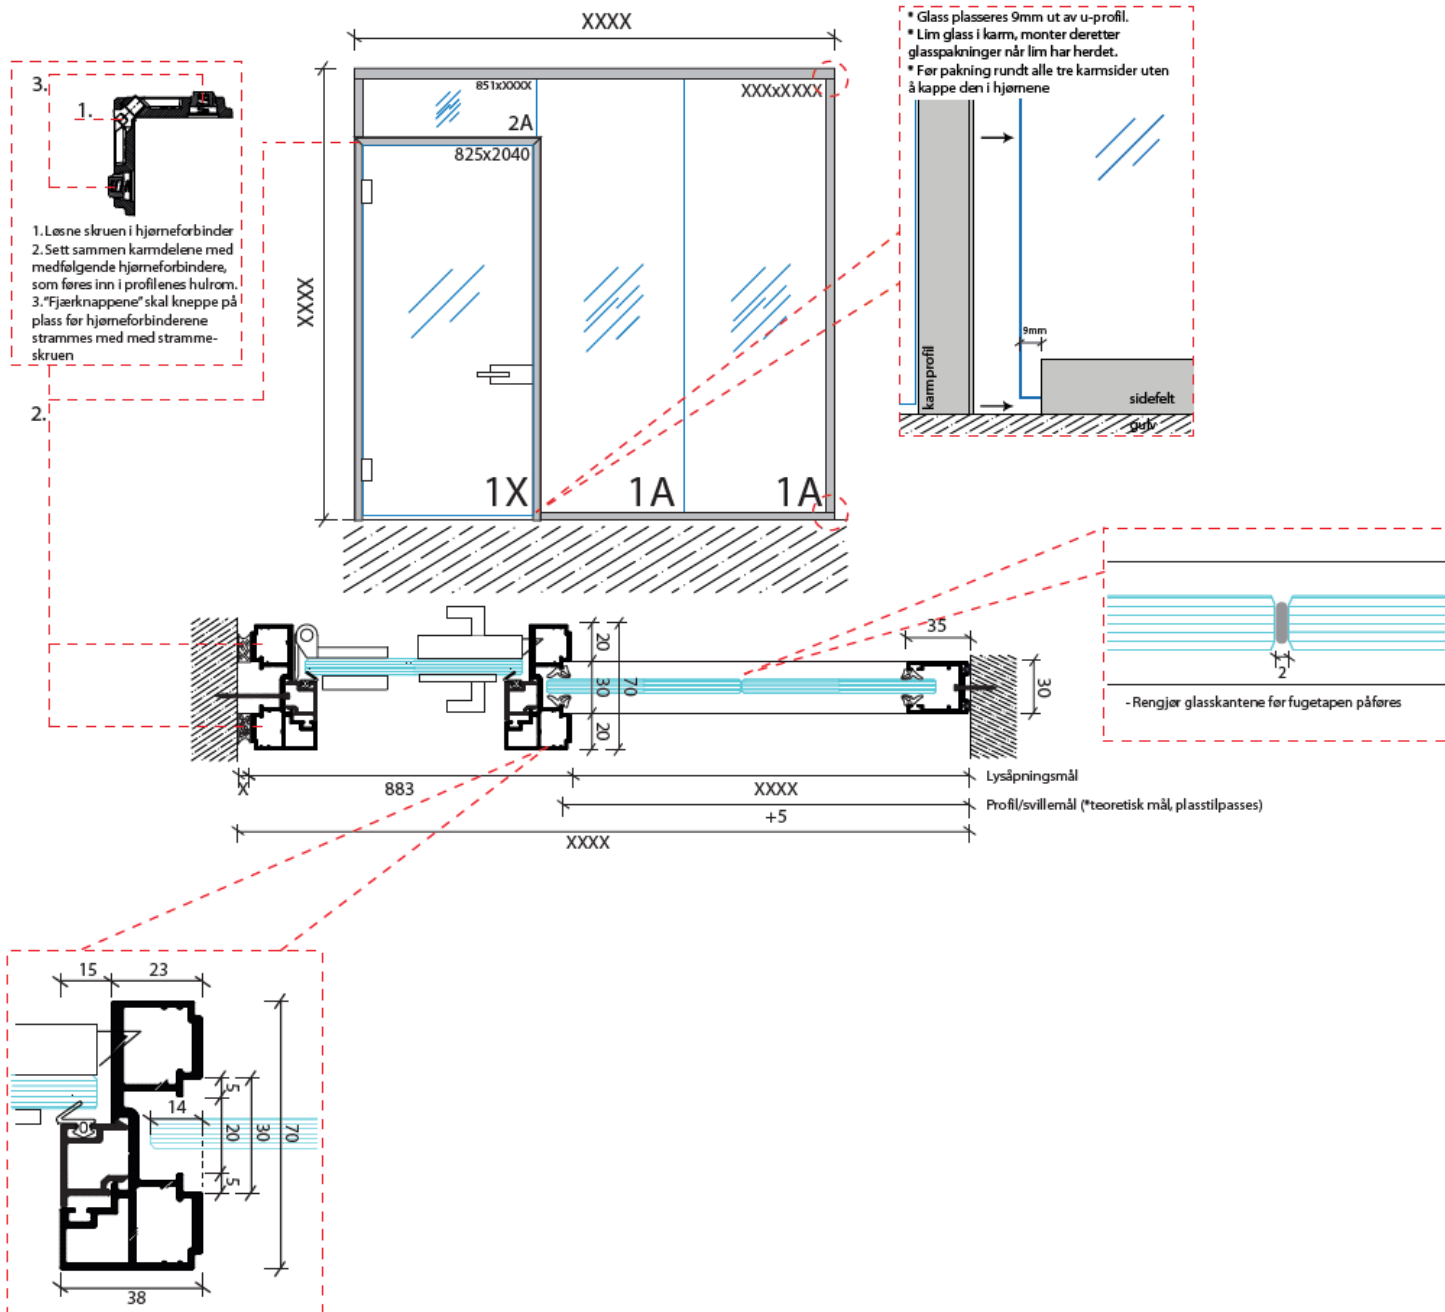 XXXX
* Glass plasseres 9mm ut av u-profil.
* Lim glass i karm, monter deretter
glasspakninger når lim har herdet.
* Før pakning rundt alle tre karmsider uten
å kappe den i hjørnene
3.
1.
1. Løsne skruen i hjørneforbinder
2. Sett sammen karmdelene med
medfølgende hjørneforbindere,
som føres inn i profilenes hulrom.
3. "Fjærknappene" skal kneppe på
plass før hjørneforbinderene
strammes med med stramme-
skruen
2.
XXXX
851xXXXX
2A
825x2040
XXXxXXXX
1X
1A
1A
9mm
karmprofil
sidefelt
gulv
20
30
20
70
35
30
2
- Rengjør glasskantene før fugetapen påføres
X
883
XXXX
Lysåpningsmål
+5
Profil/svillemål (*teoretisk mål, plasstilpasses)
XXXX
15
23
14
5
20
5
30
70
38